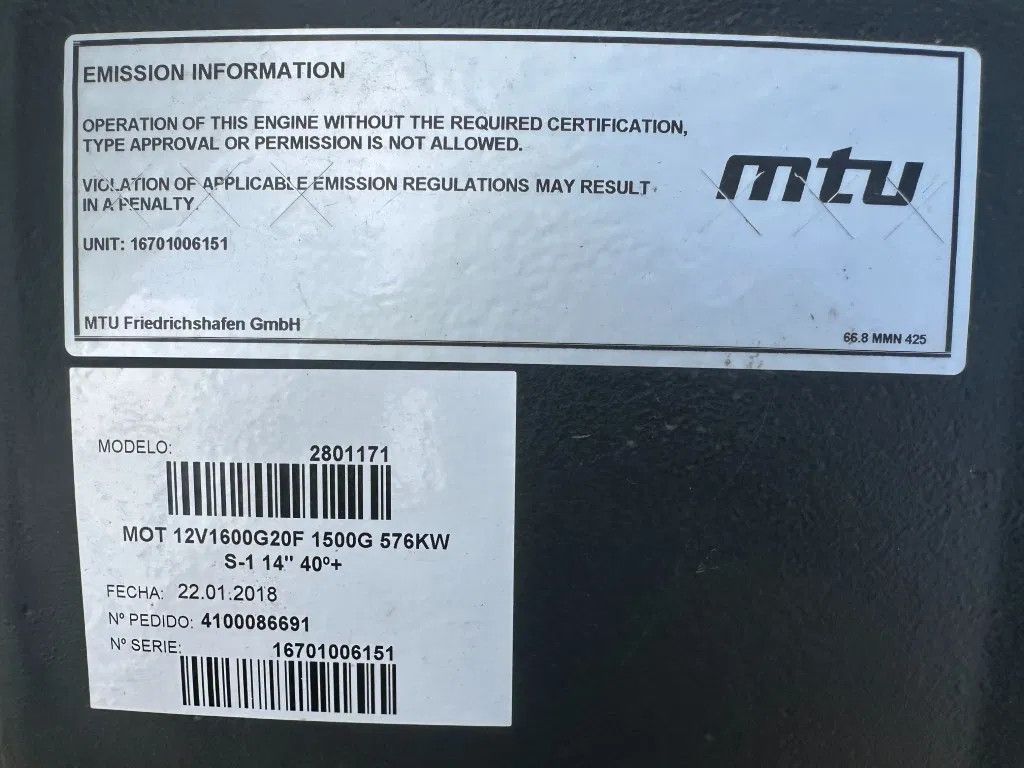 EMISSION INFORMATION
OPERATION OF THIS ENGINE WITHOUT THE REQUIRED CERTIFICATION,
TYPE APPROVAL OR PERMISSION IS NOT ALLOWED.
mtu
VIOLATION OF APPLICABLE EMISSION REGULATIONS MAY RESULT
IN A PENALTY.
UNIT: 16701006151
MTU Friedrichshafen GmbH
66.8 MMN 425
MODELO: 2801171
MOT 12V1600G20F 1500G 576KW
S-1 14" 40º+
FECHA: 22.01.2018
Nº PEDIDO: 4100086691
Nº SERIE: 16701006151